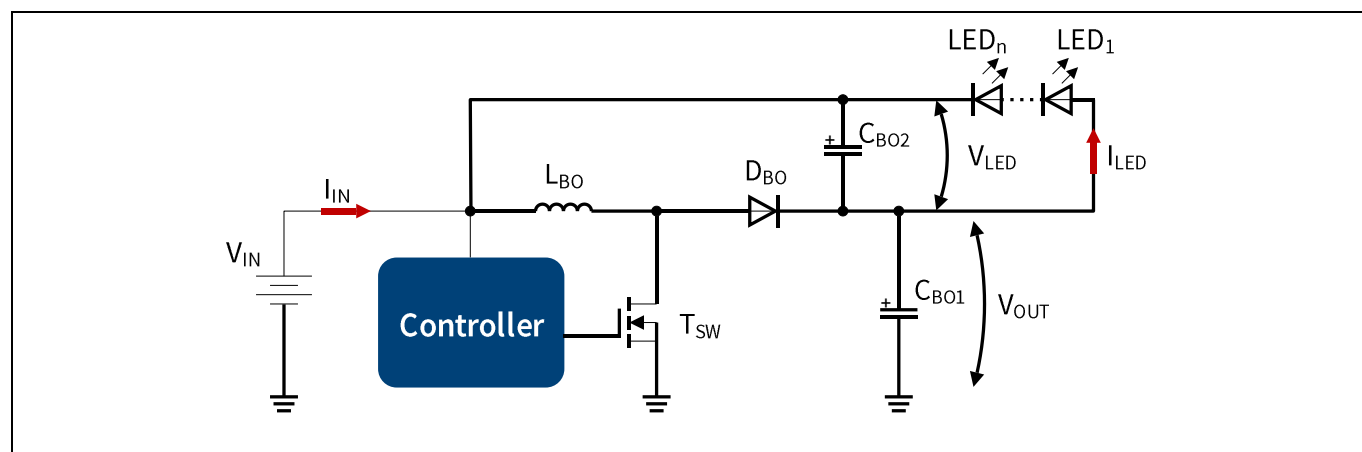 LEDn LED1
+ CBO2
VLED
ILED
LBO
DBO
IIN
VIN
Controller
TSW
+ CBO1
VOUT